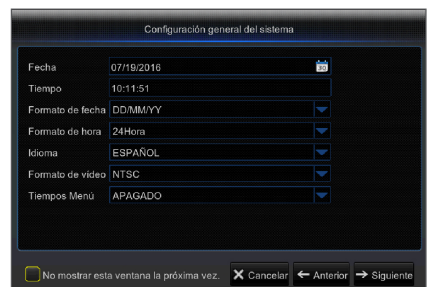 Configuración general del sistema
Fecha 07/19/2016 30
Tiempo 10:11:51
Formato de fecha DD/MM/YY
Formato de hora 24Hora
Idioma ESPAÑOL
Formato de vídeo NTSC
Tiempos Menú APAGADO
No mostrar esta ventana la próxima vez. Cancelar Anterior Siguiente